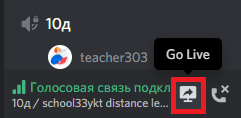 10д
teacher303
Go Live
Голосовая связь подкл
10д / school33ykt distance le...